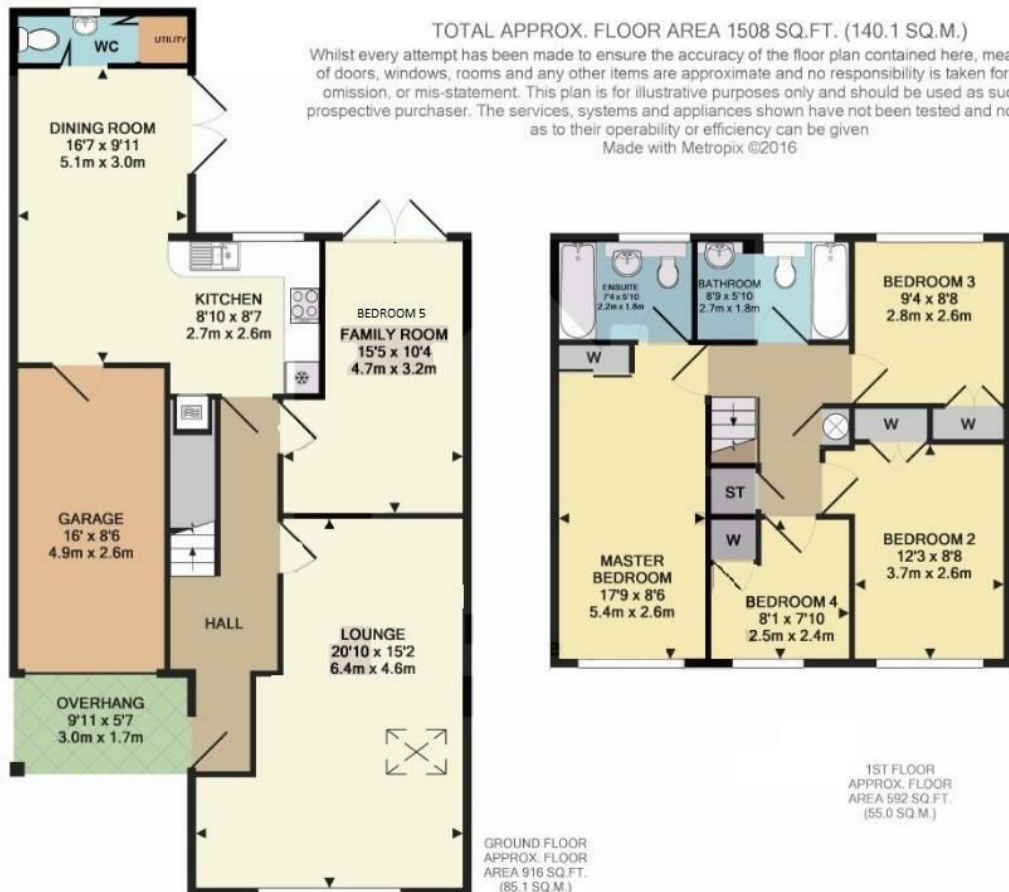 TOTAL APPROX. FLOOR AREA 1508 SQ.FT. (140.1 SQ.M.)
Whilst every attempt has been made to ensure the accuracy of the floor plan contained here, mea
of doors, windows, rooms and any other items are approximate and no responsibility is taken for
omission, or mis-statement. This plan is for illustrative purposes only and should be used as suc
prospective purchaser. The services, systems and appliances shown have not been tested and no
as to their operability or efficiency can be given
Made with Metropix ©2016
WC
UTILITY
DINING ROOM
16'7 x 9'11
5.1m x 3.0m
KITCHEN
8'10 x 8'7
2.7m x 2.6m
BEDROOM 5
FAMILY ROOM
15'5 x 10'4
4.7m x 3.2m
GARAGE
16' x 8'6
4.9m x 2.6m
HALL
LOUNGE
20'10 x 15'2
6.4m x 4.6m
OVERHANG
9'11 x 5'7
3.0m x 1.7m
GROUND FLOOR
APPROX. FLOOR
AREA 916 SQ.FT.
(85.1 SQ.M.)
ENSUITE
7'4 x 5'10
2.2m x 1.8m
BATHROOM
8'9 x 5'10
2.7m x 1.8m
BEDROOM 3
9'4 x 8'8
2.8m x 2.6m
W
W
W
ST
W
MASTER
BEDROOM
17'9 x 8'6
5.4m x 2.6m
BEDROOM 4
8'1 x 7'10
2.5m x 2.4m
BEDROOM 2
12'3 x 8'8
3.7m x 2.6m
1ST FLOOR
APPROX. FLOOR
AREA 592 SQ.FT.
(55.0 SQ.M.)